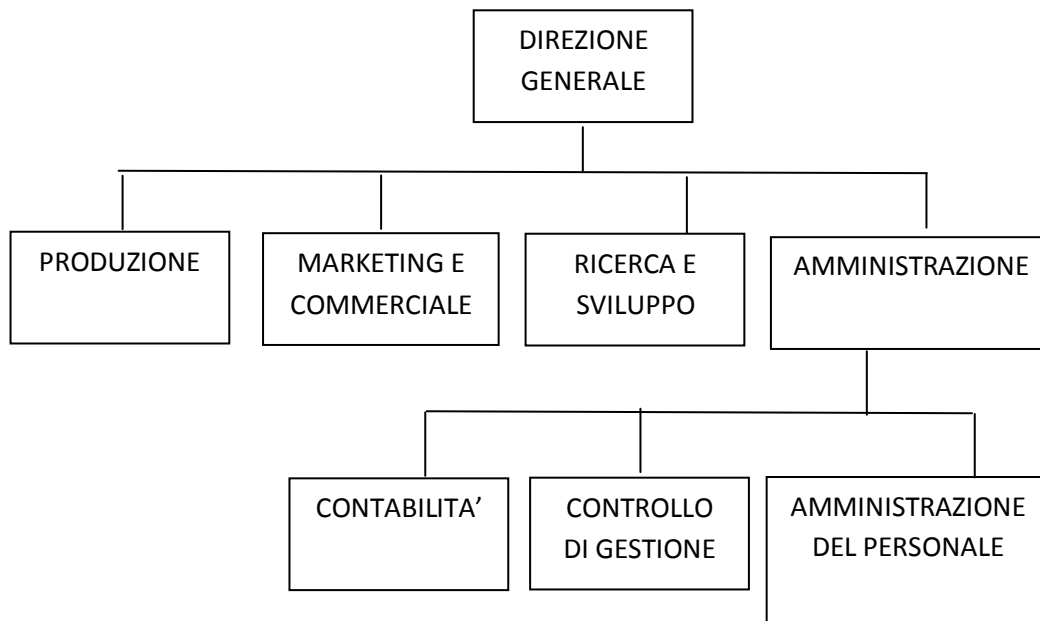 DIREZIONE
GENERALE
PRODUZIONE
MARKETING E
COMMERCIALE
RICERCA E
SVILUPPO
AMMINISTRAZIONE
CONTABILITA’
CONTROLLO
DI GESTIONE
AMMINISTRAZIONE
DEL PERSONALE